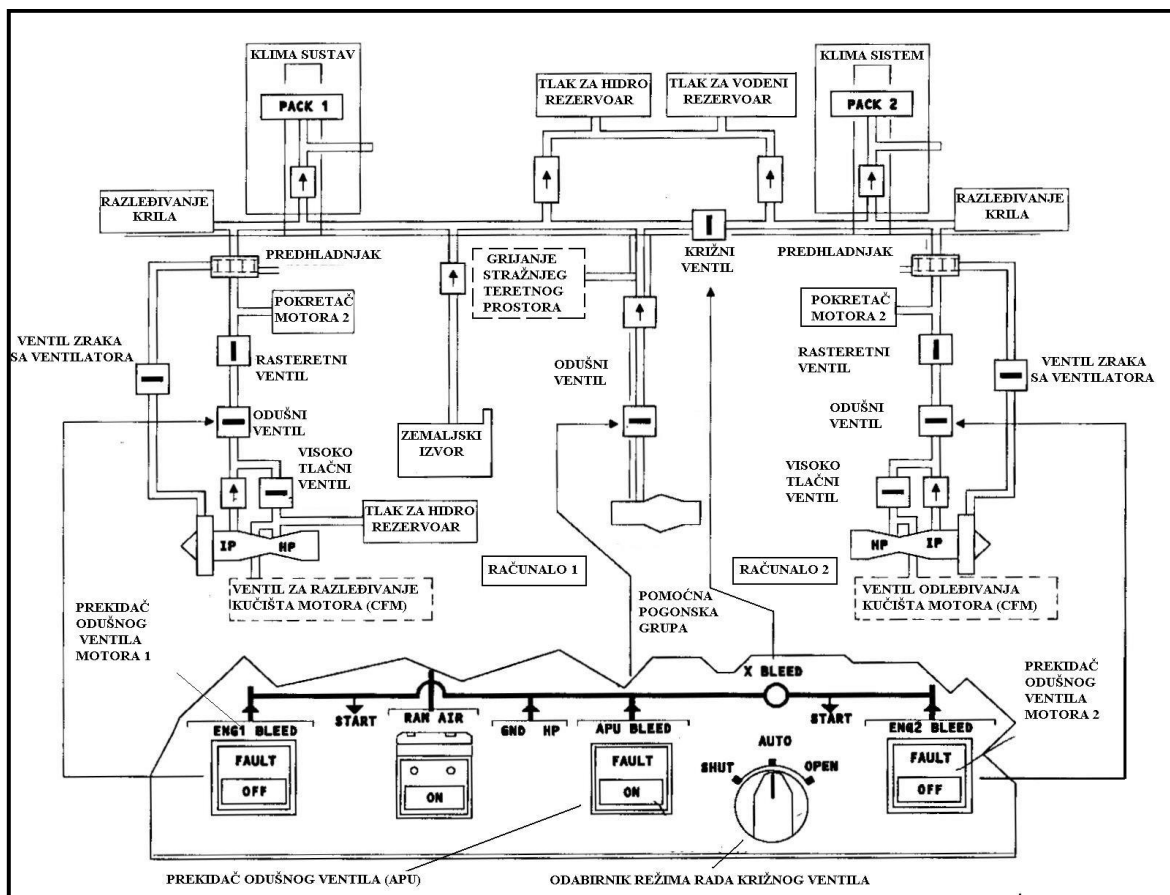 KLIMA SUSTAV
PACK 1
TLAK ZA HIDRO
REZERVOAR
TLAK ZA VODENI
REZERVOAR
KLIMA SISTEM
PACK 2
RAZLEĐIVANJE
KRILA
RAZLEĐIVANJE
KRILA
PREDHLADNJAK
GRIJANJE
STRAŽNJEG
TERETNOG
PROSTORA
KRIŽNI
VENTIL
PREDHLADNJAK
POKRETAČ
MOTORA 2
POKRETAČ
MOTORA 2
VENTIL ZRAKA
SA VENTILATORA
RASTERETNI
VENTIL
ODUŠNI
VENTIL
RASTERETNI
VENTIL
VENTIL ZRAKA
SA VENTILATORA
ODUŠNI
VENTIL
ZEMALJSKI
IZVOR
ODUŠNI
VENTIL
VISOKO
TLAČNI
VENTIL
VISOKO
TLAČNI
VENTIL
TLAK ZA HIDRO
REZERVOAR
IP
HP
HP
IP
RAČUNALO 1
RAČUNALO 2
VENTIL ZA RAZLEĐIVANJE
KUČIŠTA MOTORA (CFM)
POMOĆNA
POGONSKA
GRUPA
VENTIL ODLEĐIVANJA
KUČIŠTA MOTORA (CFM)
PREKIDAČ
ODUŠNOG
VENTILA
MOTORA 1
PREKIDAČ
ODUŠNOG
VENTILA
MOTORA 2
X BLEED
START
RAM AIR
START
ENG1 BLEED
GND HP
APU BLEED
ENG2 BLEED
FAULT
OFF
ON
FAULT
ON
SHUT
AUTO
OPEN
FAULT
OFF
PREKIDAČ ODUŠNOG VENTILA (APU)
ODABIRNIK REŽIMA RADA KRIŽNOG VENTILA